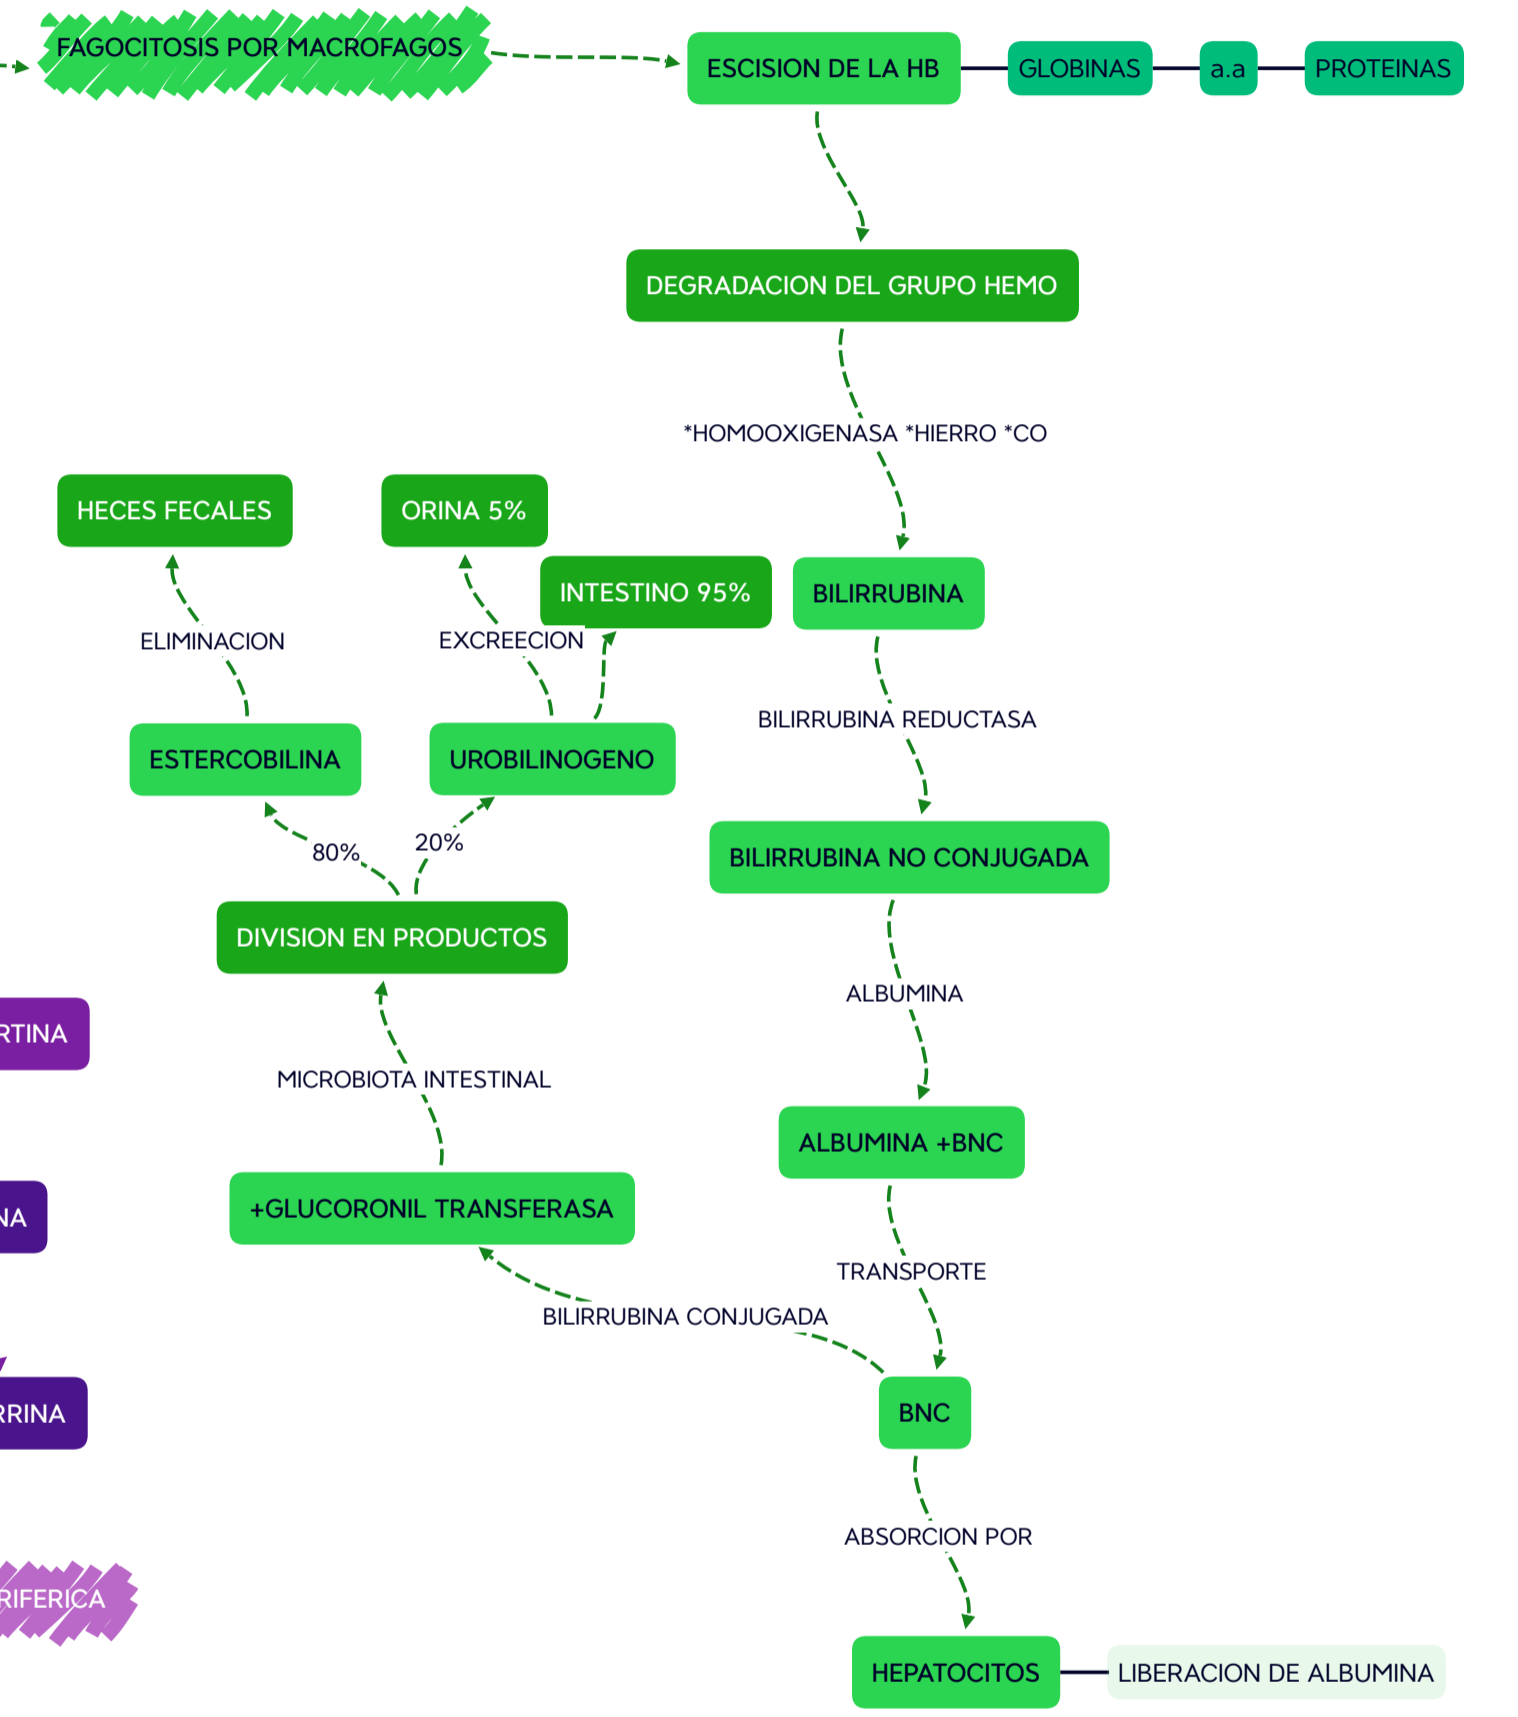 FAGOCITOSIS POR MACROFAGOS
ESCISION DE LA HB
GLOBINAS
a.a
PROTEINAS
DEGRADACION DEL GRUPO HEMO
*HOMOOXIGENASA *HIERRO *CO
HECES FECALES
ORINA 5%
INTESTINO 95%
BILIRRUBINA
ELIMINACION
EXCREECION
BILIRRUBINA REDUCTASA
ESTERCOBILINA
UROBILINOGENO
80%
20%
BILIRRUBINA NO CONJUGADA
DIVISION EN PRODUCTOS
ALBUMINA
RTINA
MICROBIOTA INTESTINAL
ALBUMINA +BNC
+GLUCORONIL TRANSFERASA
NA
TRANSPORTE
BILIRRUBINA CONJUGADA
BNC
RRINA
ABSORCION POR
RIFERICA
HEPATOCITOS
LIBERACION DE ALBUMINA